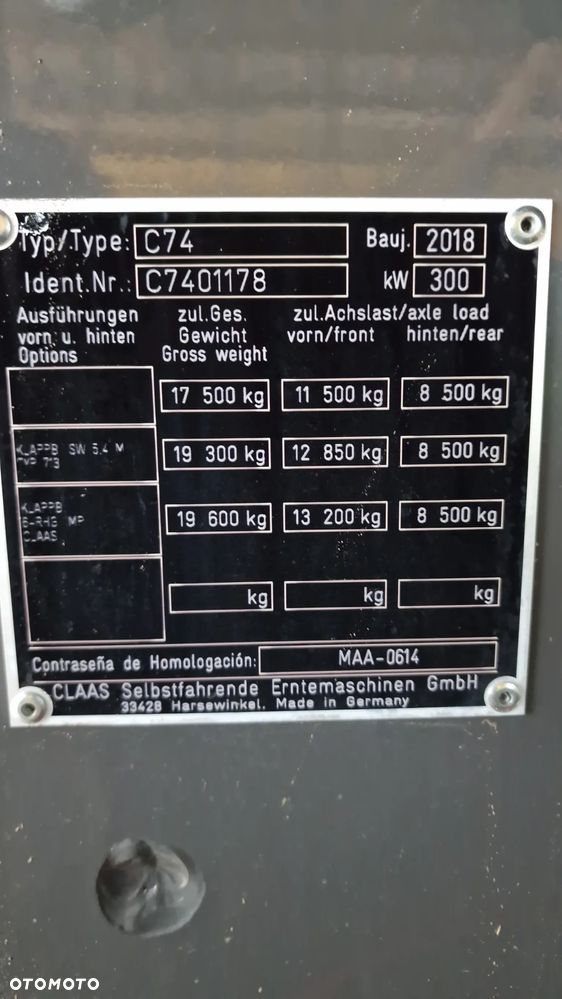 Typ/Type: C74 Bauj. 2018
Ident.Nr.: C7401178 kW 300
Ausführungen zul.Ges. zul.Achslast/axle load
vorn u. hinten Gewicht vorn/front hinten/rear
Options Gross weight
17 500 kg 11 500 kg 8 500 kg
KLAPPB SW 5.4 M 19 300 kg 12 850 kg 8 500 kg
TYP 713
KLAPPB 19 600 kg 13 200 kg 8 500 kg
MP
CLAAS
kg kg kg
Contraseña de Homologación: MAA-0614
CLAAS Selbstfahrende Erntemaschinen GmbH
33428 Harsewinkel. Made in Germany
OTOMOTO